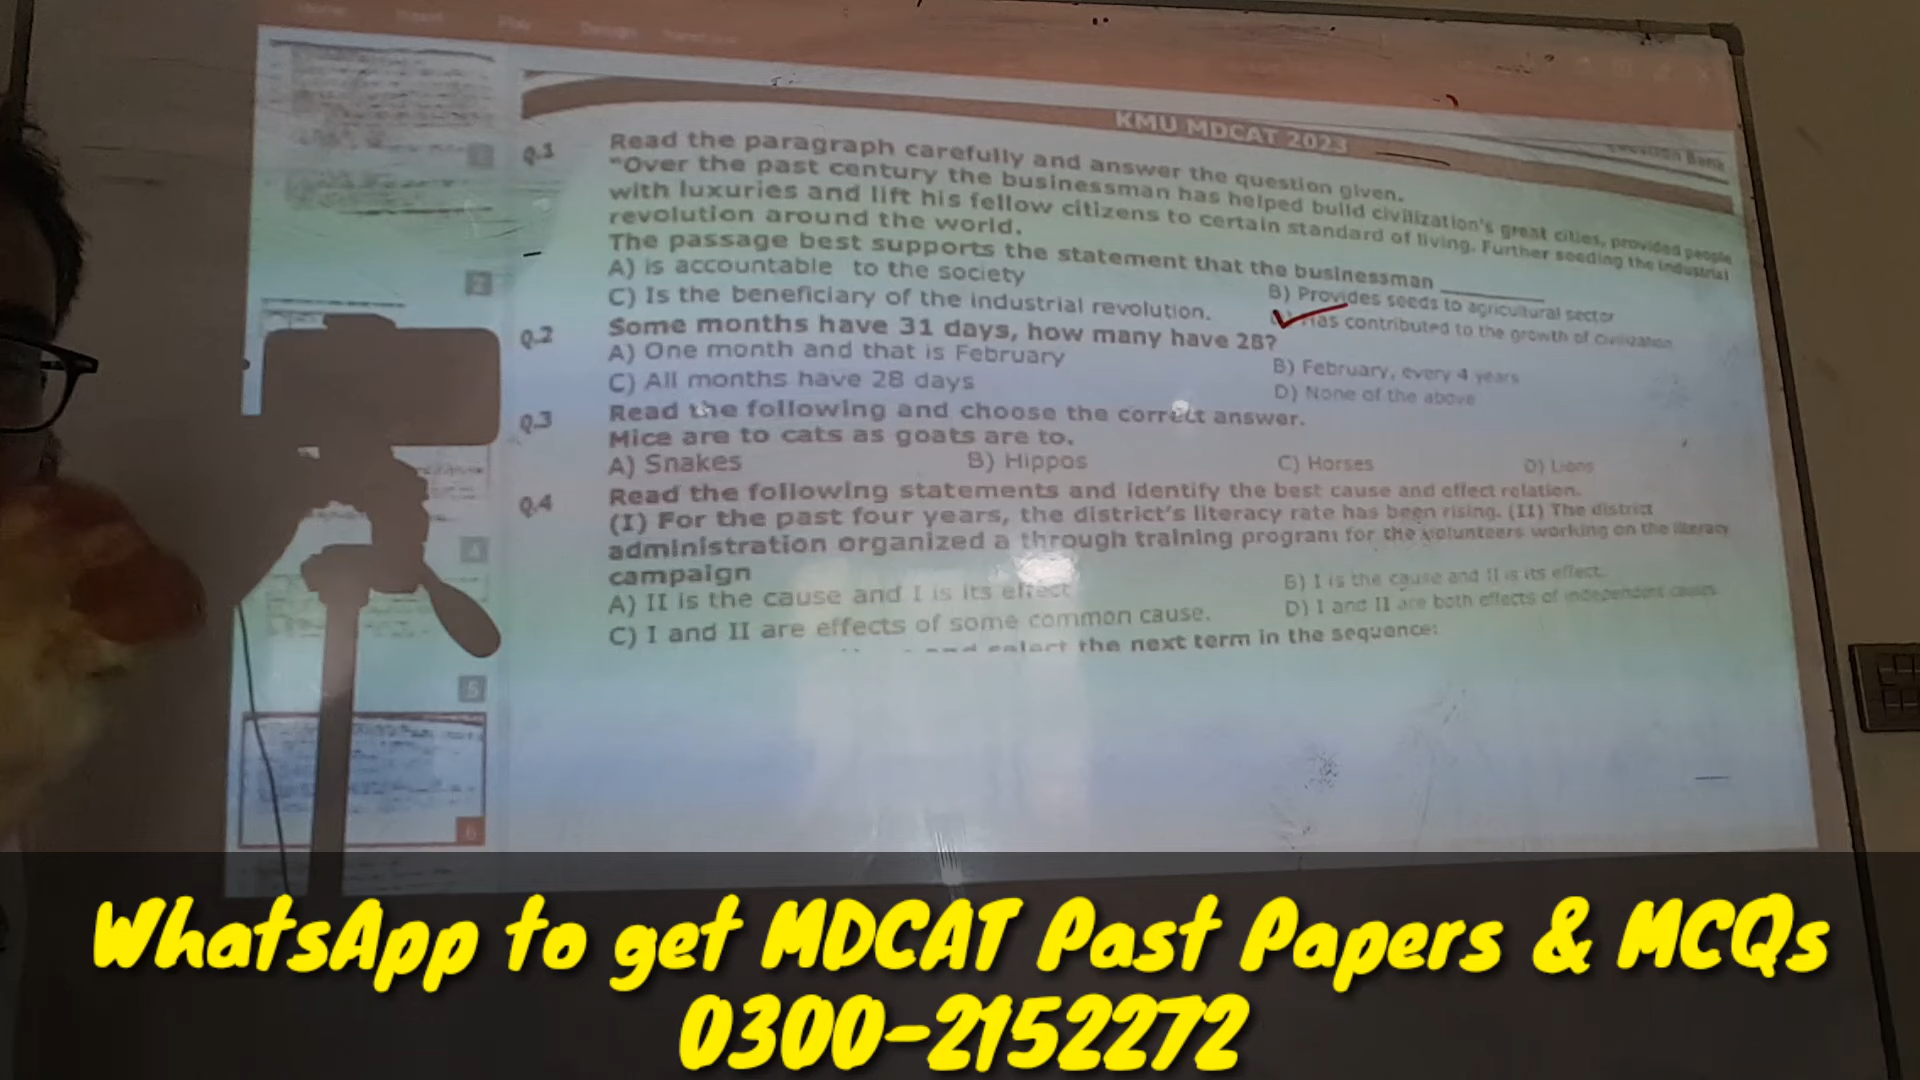 KMU MDCAT 2023
Q.1 Read the paragraph carefully and answer the question given.
"Over the past century the businessman has helped build civilization's great cities, provided people
with luxuries and lift his fellow citizens to certain standard of living. Further seeding the industrial
revolution around the world.
The passage best supports the statement that the businessman ________
A) is accountable to the society B) Provides seeds to agricultural sector
C) Is the beneficiary of the industrial revolution. Has contributed to the growth of civilization
Q.2 Some months have 31 days, how many have 28?
A) One month and that is February B) February, every 4 years
C) All months have 28 days D) None of the above
Q.3 Read the following and choose the correct answer.
Mice are to cats as goats are to.
A) Snakes B) Hippos C) Horses D) Lions
Q.4 Read the following statements and identify the best cause and effect relation.
(I) For the past four years, the district's literacy rate has been rising. (II) The district
administration organized a through training program for the volunteers working on the literacy
campaign
A) II is the cause and I is its effect B) I is the cause and II is its effect.
C) I and II are effects of some common cause. D) I and II are both effects of independent causes.
and select the next term in the sequence:
2
4
5
6
WhatsApp to get MDCAT Past Papers & MCQs
0300-2152272